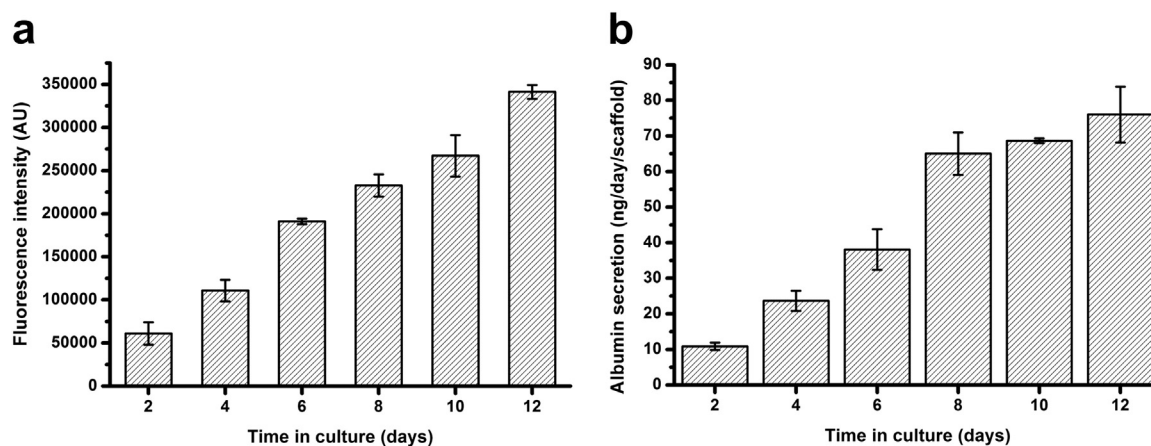 a
Fluorescence intensity (AU)
350000
300000
250000
200000
150000
100000
50000
0
2 4 6 8 10 12
Time in culture (days)
b
Albumin secretion (ng/day/scaffold)
90
80
70
60
50
40
30
20
10
0
2 4 6 8 10 12
Time in culture (days)